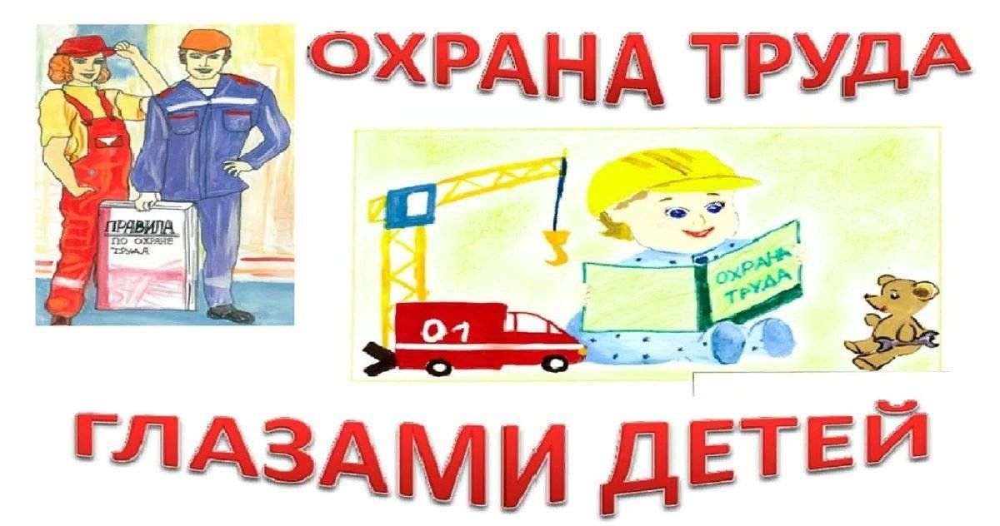 ОХРАНА ТРУДА
ПРАВИЛА
ПО ОХРАНЕ
ТРУДА
ОХРАНА
ТРУДА
01
ГЛАЗАМИ ДЕТЕЙ